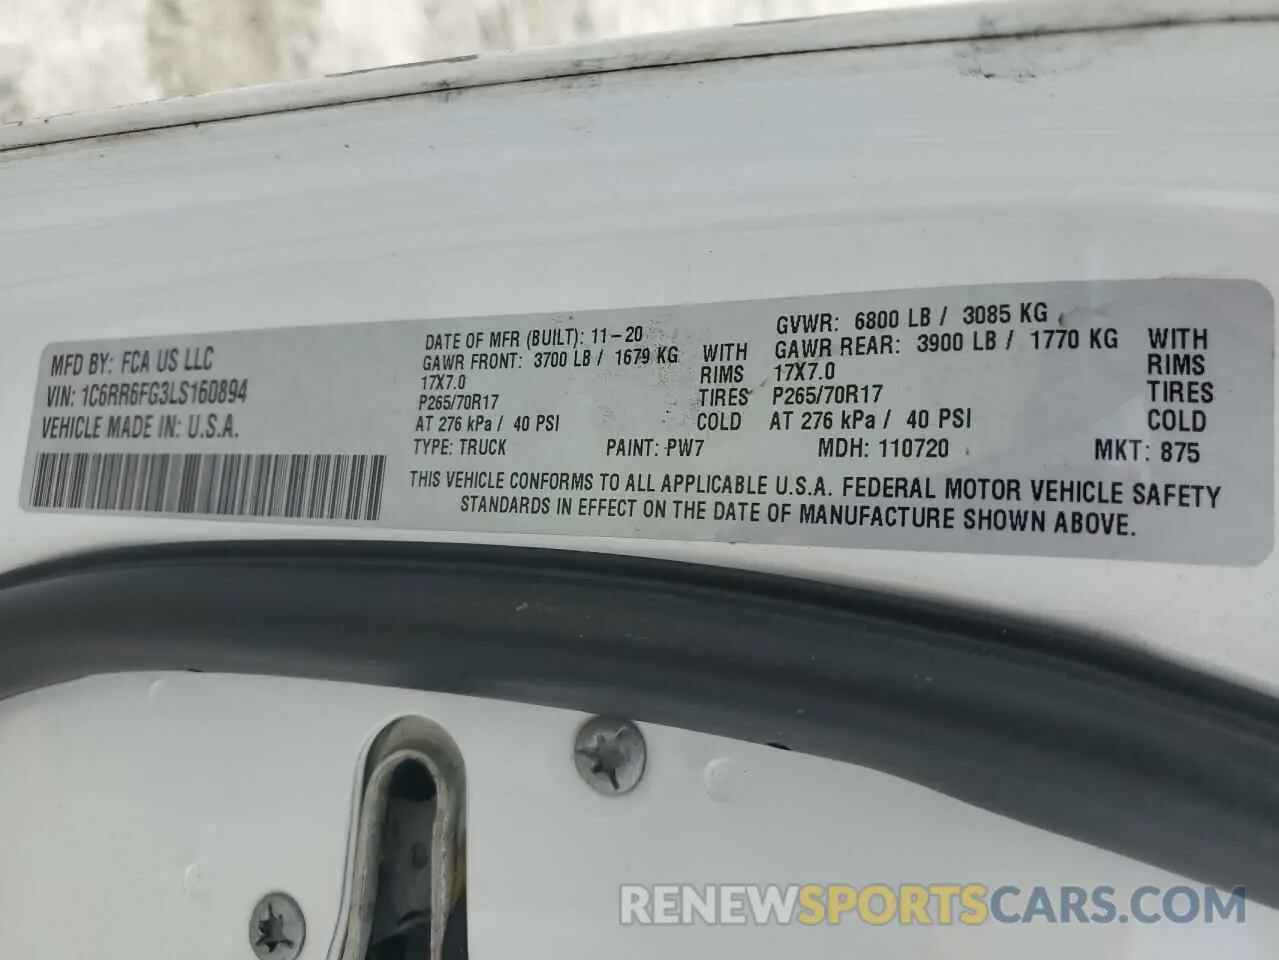 MFD BY: FCA US LLC
VIN: 1C6RR6FG3LS160894
VEHICLE MADE IN: U.S.A.
DATE OF MFR (BUILT): 11-20
GAWR FRONT: 3700 LB / 1679 KG WITH
17X7.0 RIMS
P265/70R17 TIRES
AT 276 kPa / 40 PSI COLD
GVWR: 6800 LB / 3085 KG
GAWR REAR: 3900 LB / 1770 KG WITH
17X7.0 RIMS
P265/70R17 TIRES
AT 276 kPa / 40 PSI COLD
TYPE: TRUCK PAINT: PW7 MDH: 110720 MKT: 875
THIS VEHICLE CONFORMS TO ALL APPLICABLE U.S.A. FEDERAL MOTOR VEHICLE SAFETY
STANDARDS IN EFFECT ON THE DATE OF MANUFACTURE SHOWN ABOVE.
RENEWSPORTSCARS.COM